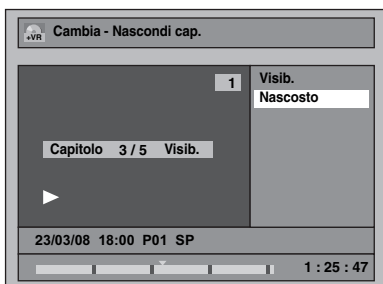 +VR Cambia - Nascondi cap.
1
Visib.
Nascosto
Capitolo 3 / 5 Visib.
23/03/08 18:00 P01 SP
1 : 25 : 47